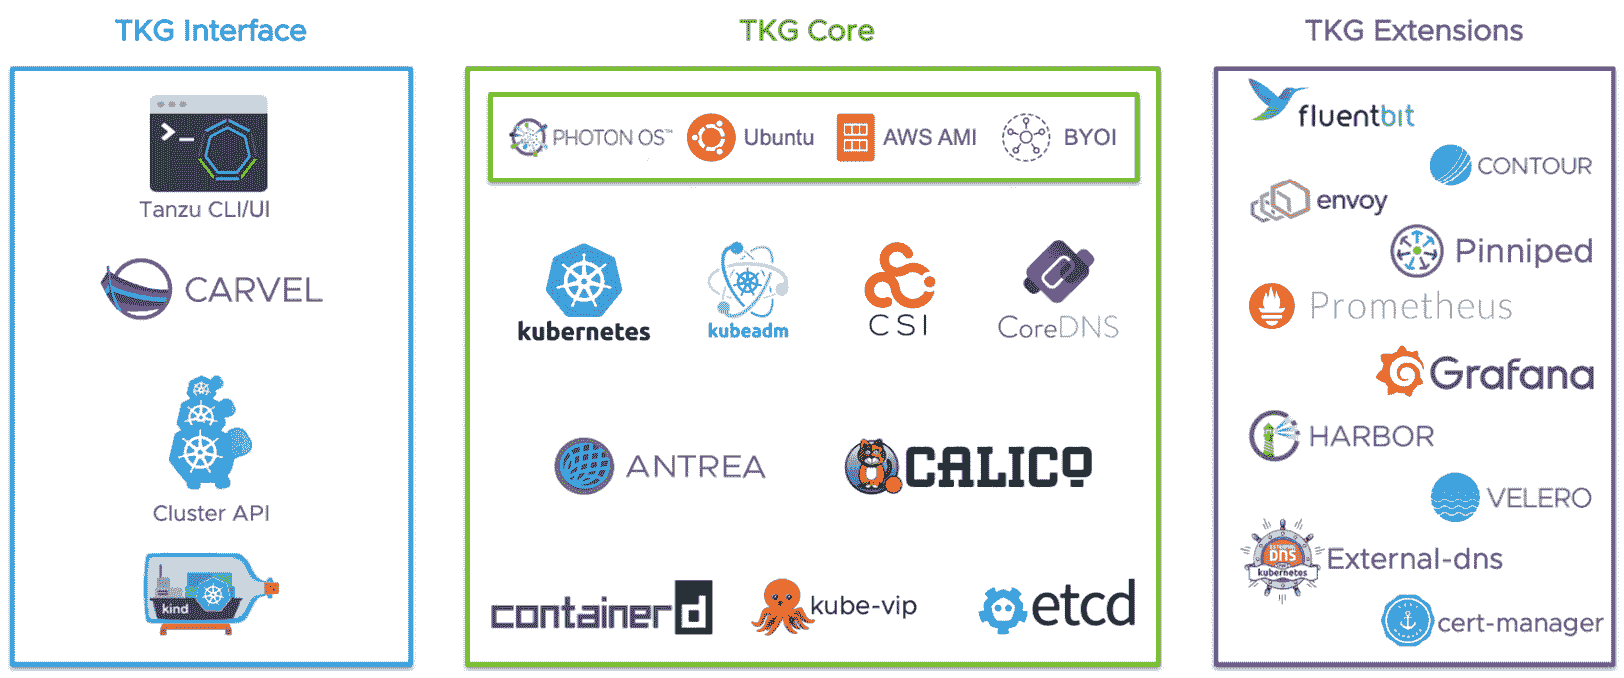 TKG Interface
Tanzu CLI/UI
CARVEL
Cluster API
kind
TKG Core
PHOTON OS™
Ubuntu
AWS AMI
BYOI
kubernetes
kubeadm
CSI
CoreDNS
ANTREA
CALICO
containerd
kube-vip
etcd
TKG Extensions
fluentbit
CONTOUR
envoy
Pinniped
Prometheus
Grafana
HARBOR
VELERO
dns
kubernetes
External-dns
cert-manager